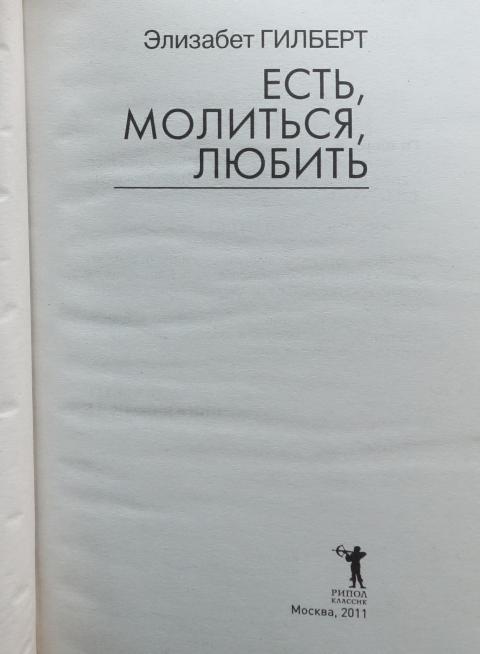 Элизабет ГИЛБЕРТ
ЕСТЬ,
МОЛИТЬСЯ,
ЛЮБИТЬ
РИПОЛ
КЛАССИК
Москва, 2011